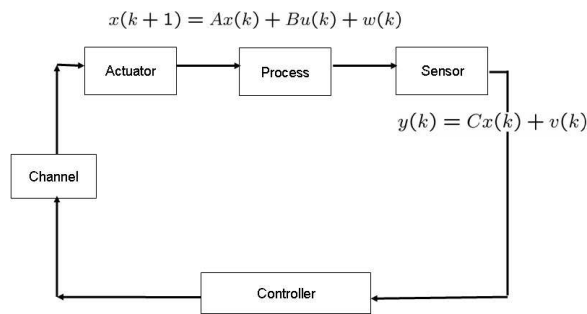 x(k + 1) = Ax(k) + Bu(k) + w(k)
Actuator
Process
Sensor
y(k) = Cx(k) + v(k)
Channel
Controller